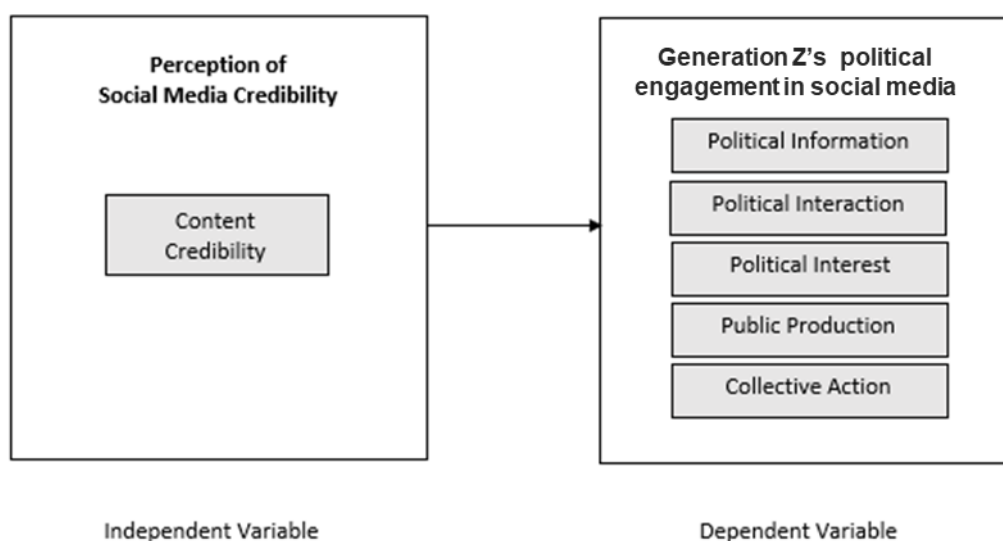 Perception of
Social Media Credibility
Content
Credibility
Independent Variable
Generation Z's political
engagement in social media
Political Information
Political Interaction
Political Interest
Public Production
Collective Action
Dependent Variable